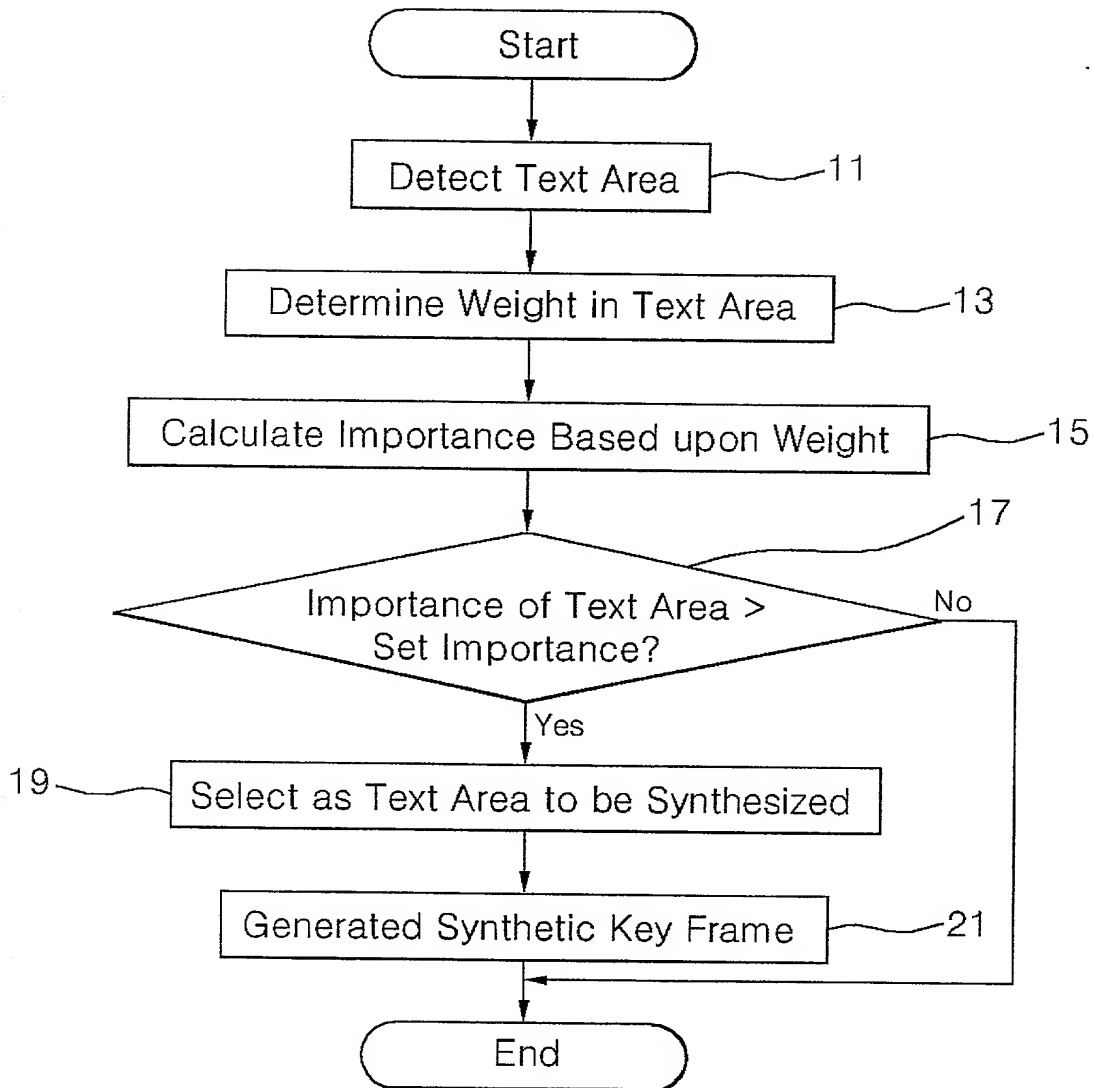 Start
Detect Text Area
11
Determine Weight in Text Area
13
Calculate Importance Based upon Weight
15
17
Importance of Text Area >
Set Importance?
No
Yes
19
Select as Text Area to be Synthesized
Generated Synthetic Key Frame
21
End